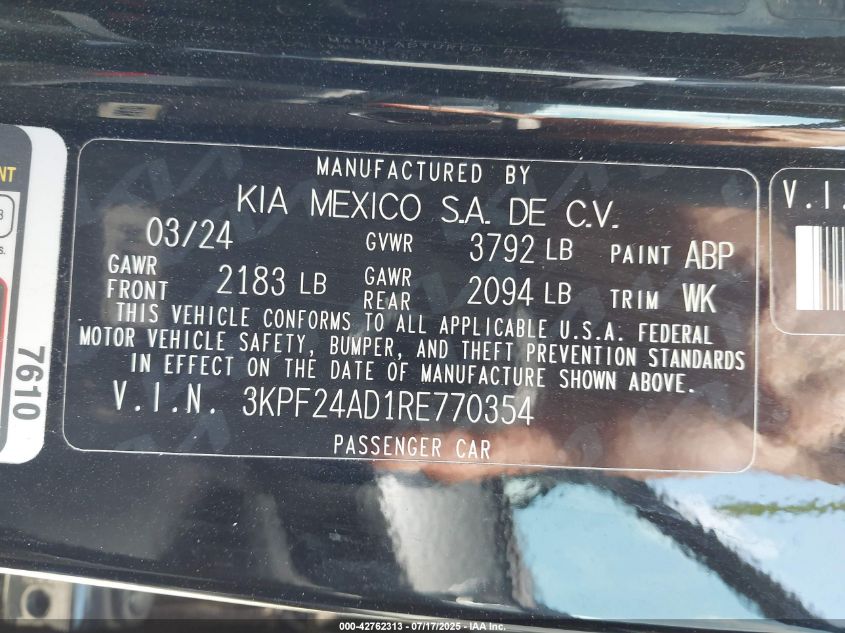 MANUFACTURED BY
KIA MEXICO S.A. DE C.V.
03/24 GVWR 3792 LB PAINT ABP
GAWR FRONT 2183 LB GAWR REAR 2094 LB TRIM WK
THIS VEHICLE CONFORMS TO ALL APPLICABLE U.S.A. FEDERAL
MOTOR VEHICLE SAFETY, BUMPER, AND THEFT PREVENTION STANDARDS
IN EFFECT ON THE DATE OF MANUFACTURE SHOWN ABOVE.
V.I.N. 3KPF24AD1RE770354
PASSENGER CAR
7610
V.I.
000-42762313 - 07/17/2025 - IAA Inc.